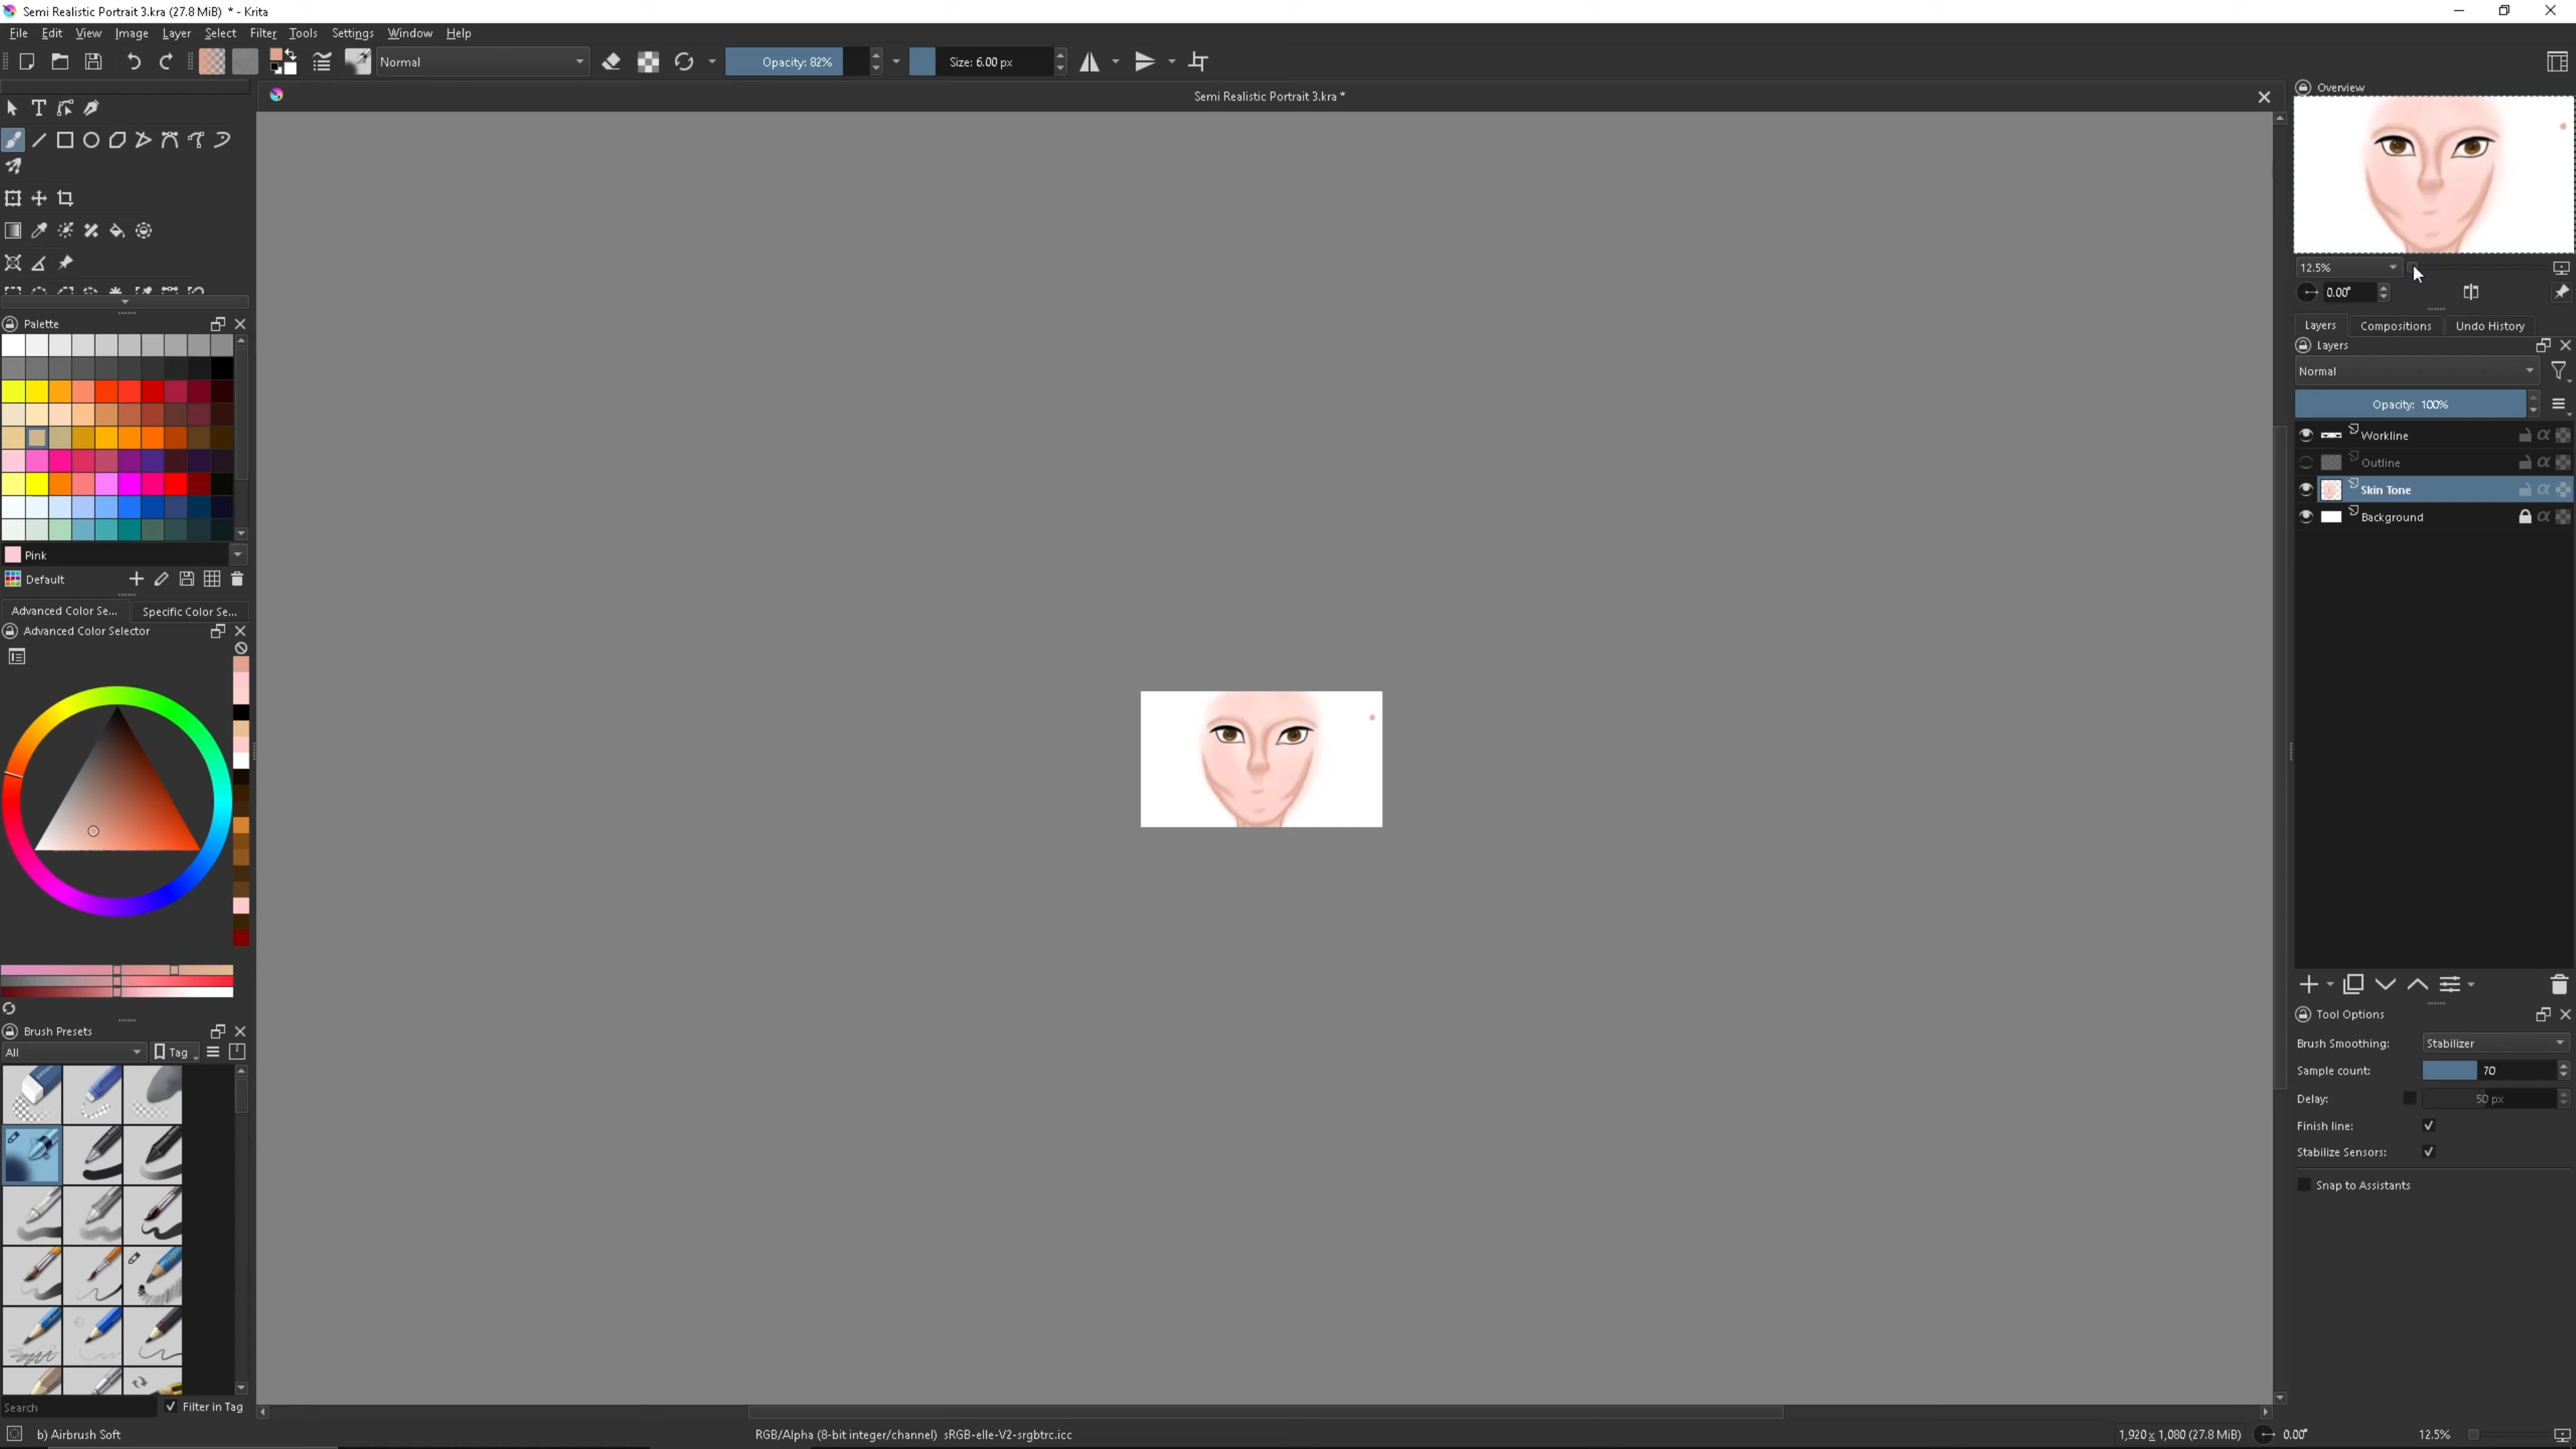 Semi Realistic Portrait 3.kra (27.8 MiB) * - Krita
File Edit View Image Layer Select Filter Tools Settings Window Help
Normal Opacity: 82% Size: 6.00 px
Semi Realistic Portrait 3.kra *
Overview
12.5%
0.00°
Palette
Pink
Default
Advanced Color Se... Specific Color Se...
Advanced Color Selector
Brush Presets
All Tag
Search Filter in Tag
Layers Compositions Undo History
Layers
Normal
Opacity: 100%
Workline
Outline
Skin Tone
Background
Tool Options
Brush Smoothing: Stabilizer
Sample count: 70
Delay: 50 px
Finish line:
Stabilize Sensors:
Snap to Assistants
b) Airbrush Soft RGB/Alpha (8-bit integer/channel) sRGB-elle-V2-srgbtrc.icc 1,920 x 1,080 (27.8 MiB) 0.00° 12.5%